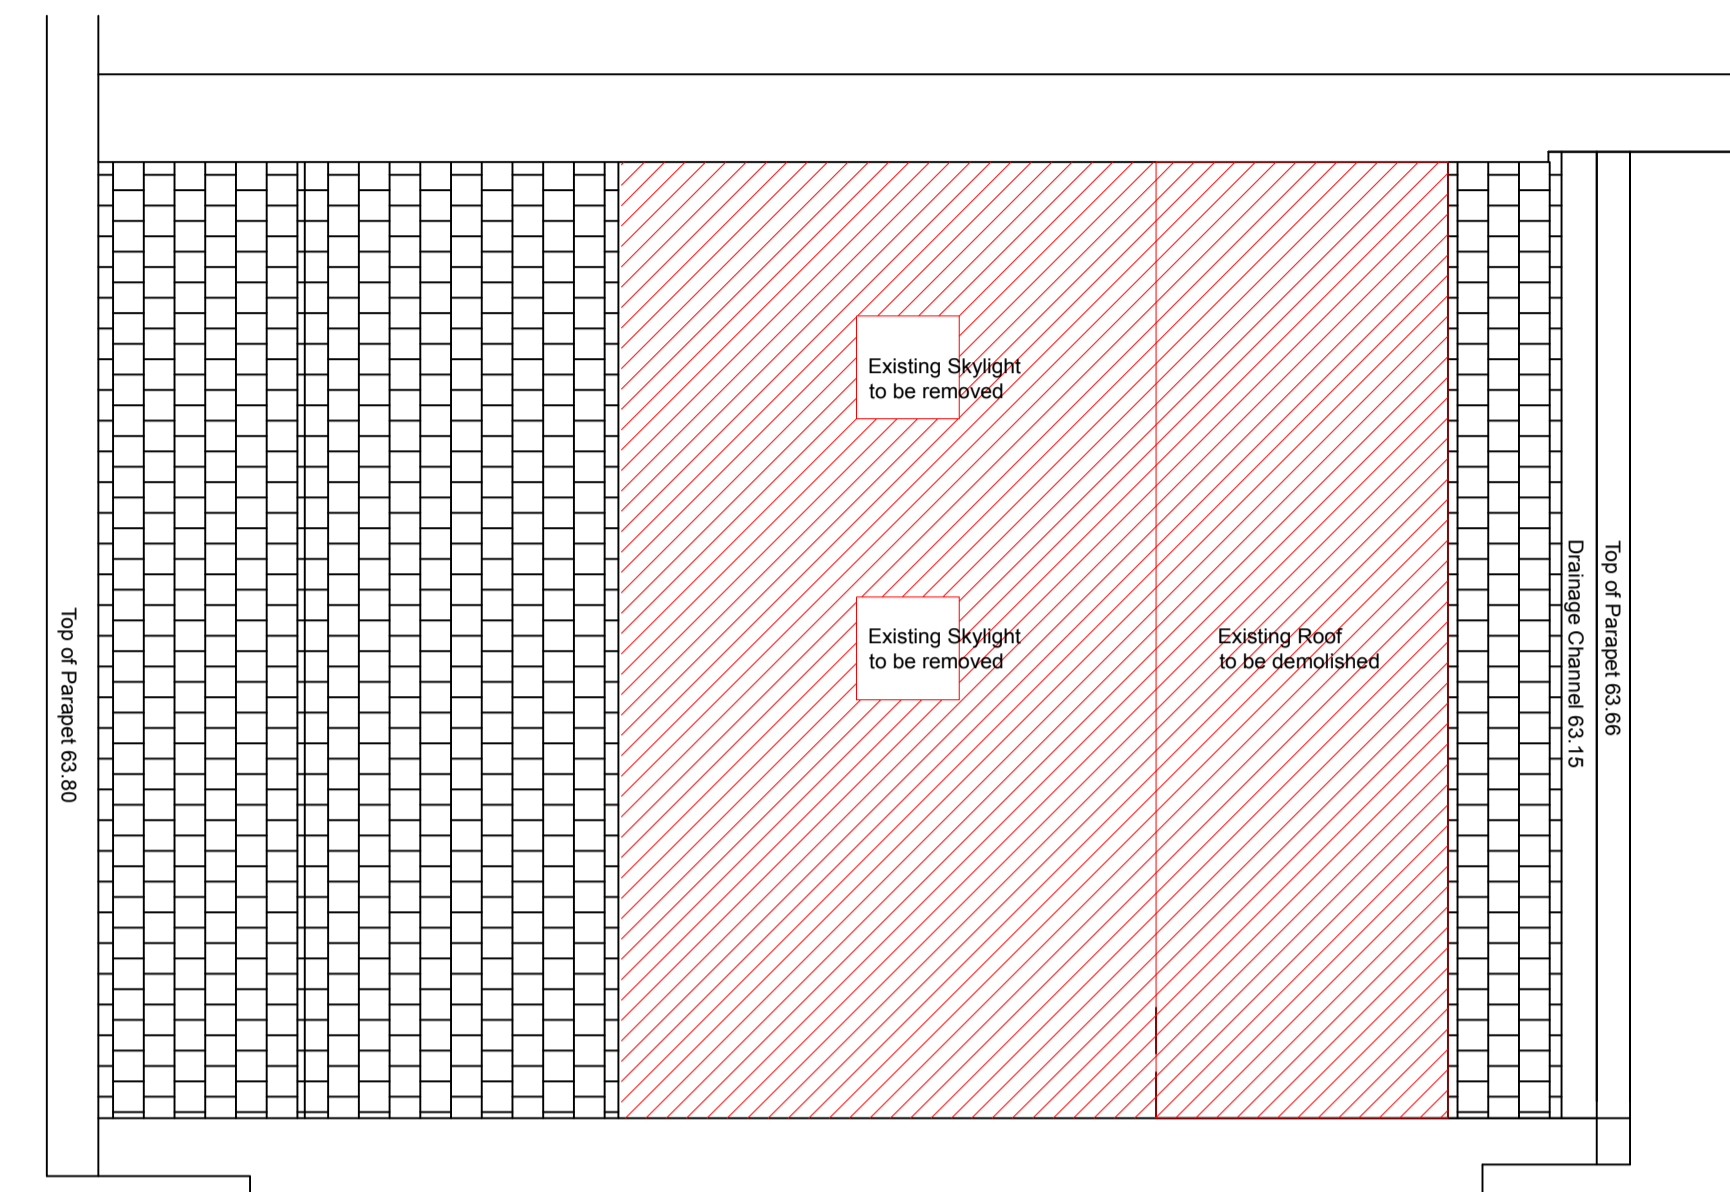 Existing Skylight
to be removed
Existing Skylight
to be removed
Existing Roof
to be demolished
Top of Parapet 63.80
Drainage Channel 63.15
Top of Parapet 63.66